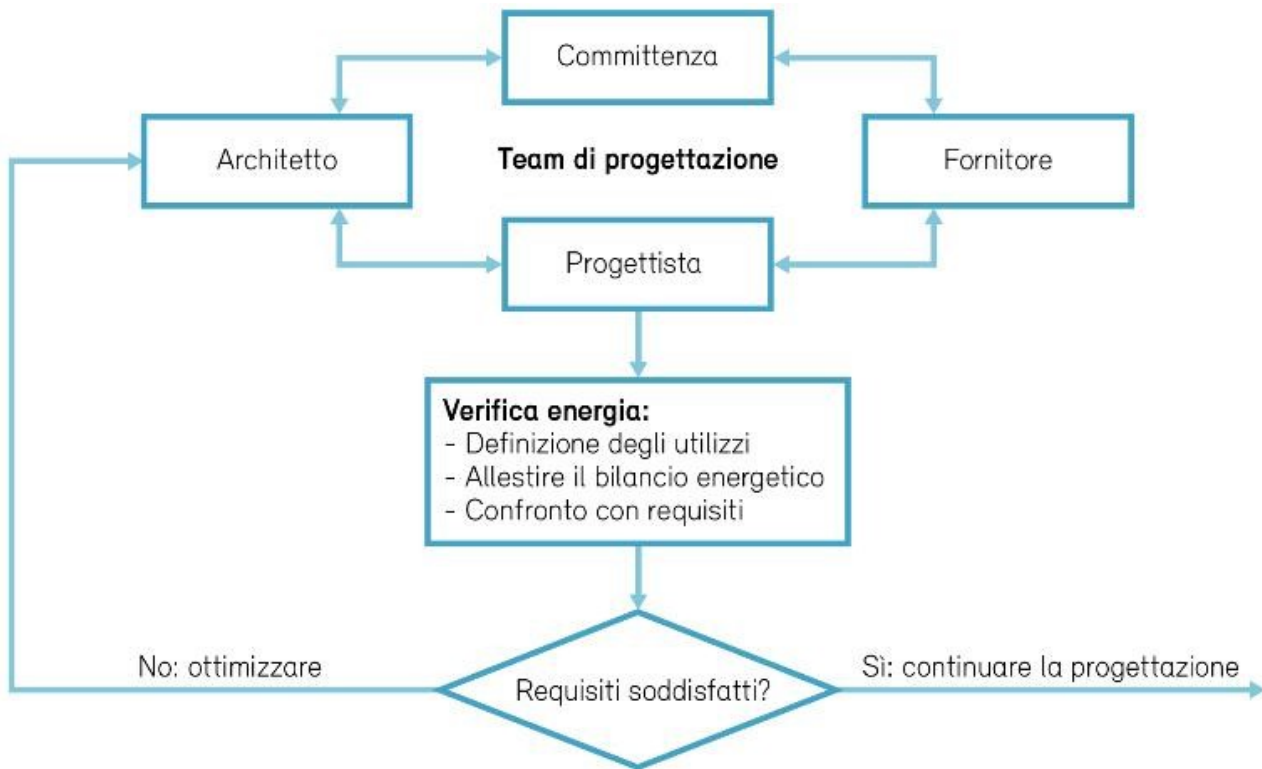 Committenza
Architetto
Team di progettazione
Fornitore
Progettista
Verifica energia:
- Definizione degli utilizzi
- Allestire il bilancio energetico
- Confronto con requisiti
No: ottimizzare
Requisiti soddisfatti?
Sì: continuare la progettazione